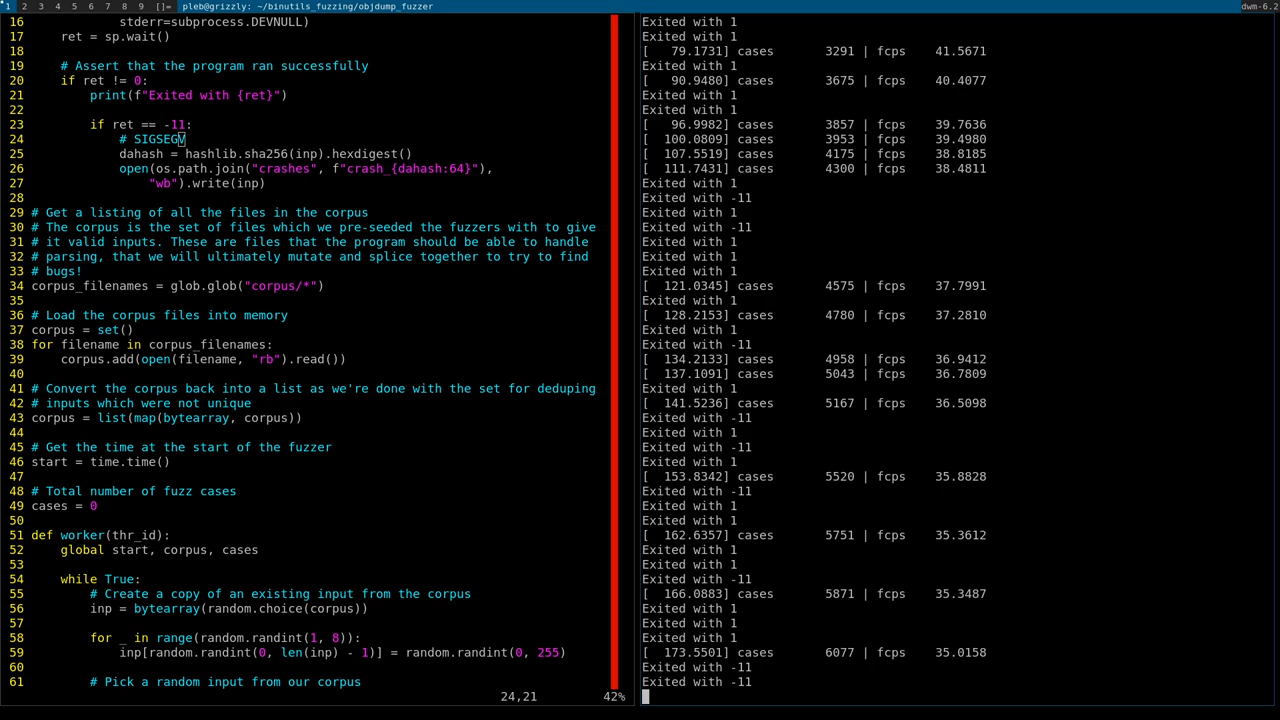 1 2 3 4 5 6 7 8 9 []= pleb@grizzly: ~/binutils_fuzzing/objdump_fuzzer dwm-6.2
16             stderr=subprocess.DEVNULL)
17     ret = sp.wait()
18
19     # Assert that the program ran successfully
20     if ret != 0:
21         print(f"Exited with {ret}")
22
23         if ret == -11:
24             # SIGSEGV
25             dahash = hashlib.sha256(inp).hexdigest()
26             open(os.path.join("crashes", f"crash_{dahash:64}"),
27                 "wb").write(inp)
28
29 # Get a listing of all the files in the corpus
30 # The corpus is the set of files which we pre-seeded the fuzzers with to give
31 # it valid inputs. These are files that the program should be able to handle
32 # parsing, that we will ultimately mutate and splice together to try to find
33 # bugs!
34 corpus_filenames = glob.glob("corpus/*")
35
36 # Load the corpus files into memory
37 corpus = set()
38 for filename in corpus_filenames:
39     corpus.add(open(filename, "rb").read())
40
41 # Convert the corpus back into a list as we're done with the set for deduping
42 # inputs which were not unique
43 corpus = list(map(bytearray, corpus))
44
45 # Get the time at the start of the fuzzer
46 start = time.time()
47
48 # Total number of fuzz cases
49 cases = 0
50
51 def worker(thr_id):
52     global start, corpus, cases
53
54     while True:
55         # Create a copy of an existing input from the corpus
56         inp = bytearray(random.choice(corpus))
57
58         for _ in range(random.randint(1, 8)):
59             inp[random.randint(0, len(inp) - 1)] = random.randint(0, 255)
60
61         # Pick a random input from our corpus
24,21 42%
Exited with 1
Exited with 1
[   79.1731] cases       3291 | fcps    41.5671
Exited with 1
[   90.9480] cases       3675 | fcps    40.4077
Exited with 1
Exited with 1
[   96.9982] cases       3857 | fcps    39.7636
[  100.0809] cases       3953 | fcps    39.4980
[  107.5519] cases       4175 | fcps    38.8185
[  111.7431] cases       4300 | fcps    38.4811
Exited with 1
Exited with -11
Exited with 1
Exited with -11
Exited with 1
Exited with 1
Exited with 1
[  121.0345] cases       4575 | fcps    37.7991
Exited with 1
[  128.2153] cases       4780 | fcps    37.2810
Exited with 1
Exited with -11
[  134.2133] cases       4958 | fcps    36.9412
[  137.1091] cases       5043 | fcps    36.7809
Exited with 1
[  141.5236] cases       5167 | fcps    36.5098
Exited with -11
Exited with 1
Exited with -11
Exited with 1
[  153.8342] cases       5520 | fcps    35.8828
Exited with -11
Exited with 1
Exited with 1
[  162.6357] cases       5751 | fcps    35.3612
Exited with 1
Exited with 1
Exited with -11
[  166.0883] cases       5871 | fcps    35.3487
Exited with 1
Exited with 1
Exited with 1
[  173.5501] cases       6077 | fcps    35.0158
Exited with -11
Exited with -11